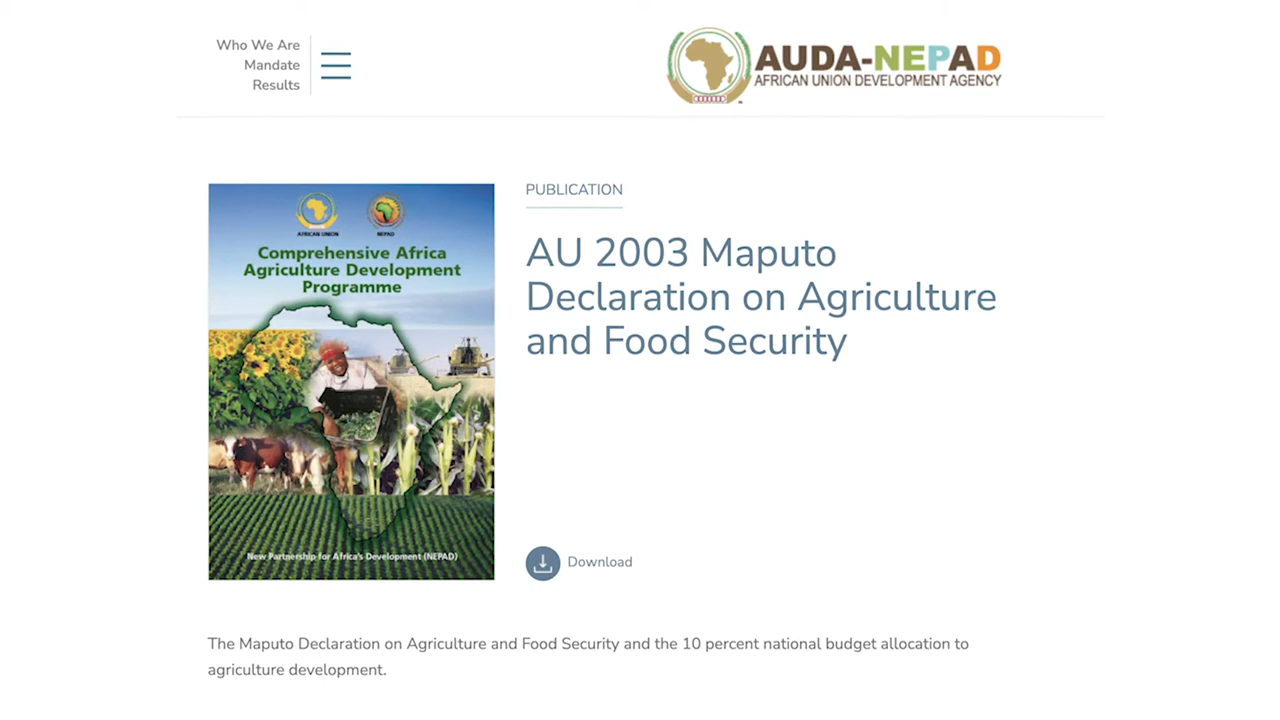 Who We Are
Mandate
Results
AUDA-NEPAD
AFRICAN UNION DEVELOPMENT AGENCY
AFRICAN UNION
NEPAD
Comprehensive Africa
Agriculture Development
Programme
New Partnership for Africa's Development (NEPAD)
PUBLICATION
AU 2003 Maputo
Declaration on Agriculture
and Food Security
Download
The Maputo Declaration on Agriculture and Food Security and the 10 percent national budget allocation to
agriculture development.